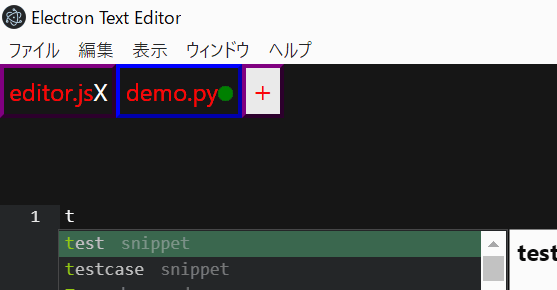 Electron Text Editor
ファイル 編集 表示 ウィンドウ ヘルプ
editor.jsX demo.py +
1 t
test snippet
test
testcase snippet